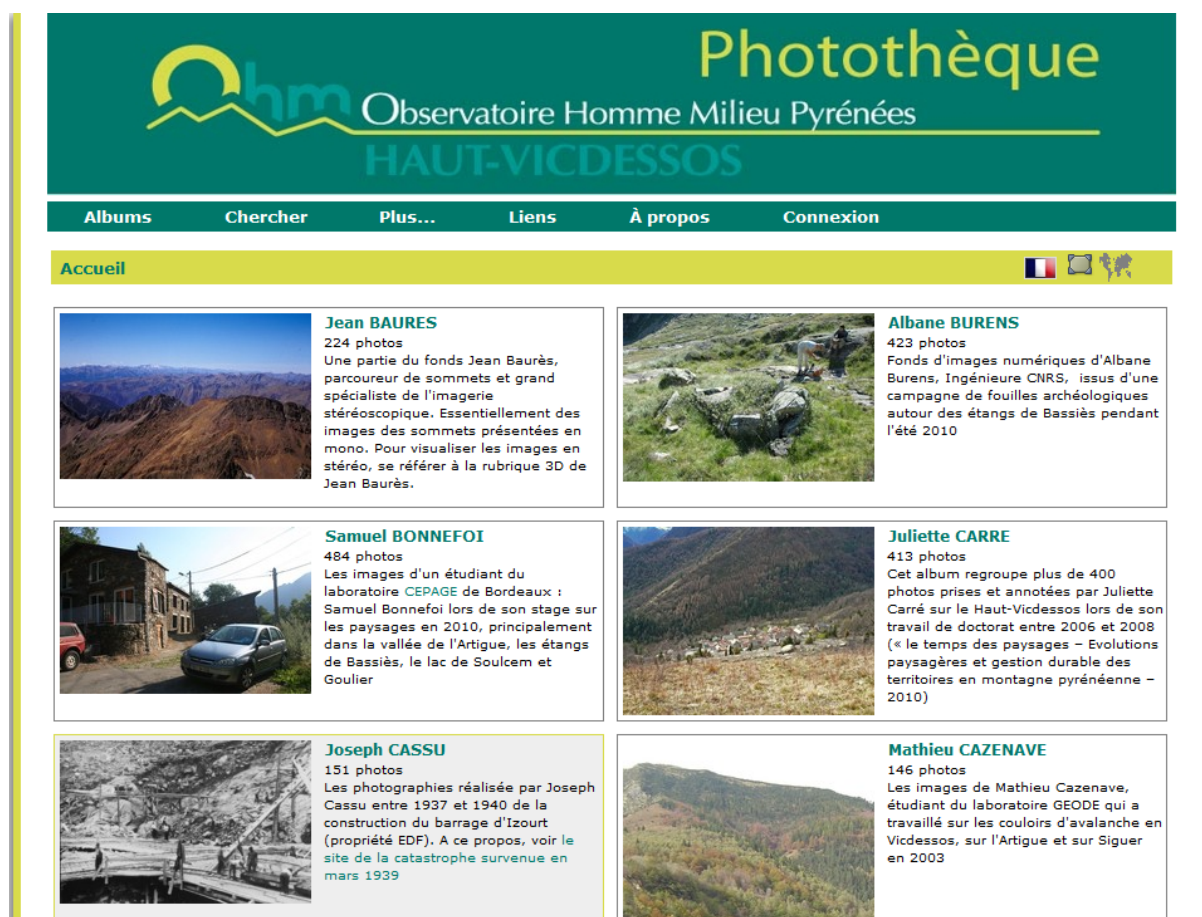 Photothèque
Ohm Observatoire Homme Milieu Pyrénées
HAUT-VICDESSOS
Albums Chercher Plus... Liens À propos Connexion
Accueil
Jean BAURES
224 photos
Une partie du fonds Jean Baurès,
parcoureur de sommets et grand
spécialiste de l'imagerie
stéréoscopique. Essentiellement des
images des sommets présentées en
mono. Pour visualiser les images en
stéréo, se référer à la rubrique 3D de
Jean Baurès.
Albane BURENS
423 photos
Fonds d'images numériques d'Albane
Burens, Ingénieure CNRS, issus d'une
campagne de fouilles archéologiques
autour des étangs de Bassiès pendant
l'été 2010
Samuel BONNEFOI
484 photos
Les images d'un étudiant du
laboratoire CEPAGE de Bordeaux :
Samuel Bonnefoi lors de son stage sur
les paysages en 2010, principalement
dans la vallée de l'Artigue, les étangs
de Bassiès, le lac de Soulcem et
Goulier
Juliette CARRE
413 photos
Cet album regroupe plus de 400
photos prises et annotées par Juliette
Carré sur le Haut-Vicdessos lors de son
travail de doctorat entre 2006 et 2008
(« le temps des paysages – Evolutions
paysagères et gestion durable des
territoires en montagne pyrénéenne –
2010)
Joseph CASSU
151 photos
Les photographies réalisée par Joseph
Cassu entre 1937 et 1940 de la
construction du barrage d'Izourt
(propriété EDF). A ce propos, voir le
site de la catastrophe survenue en
mars 1939
Mathieu CAZENAVE
146 photos
Les images de Mathieu Cazenave,
étudiant du laboratoire GEODE qui a
travaillé sur les couloirs d'avalanche en
Vicdessos, sur l'Artigue et sur Siguer
en 2003